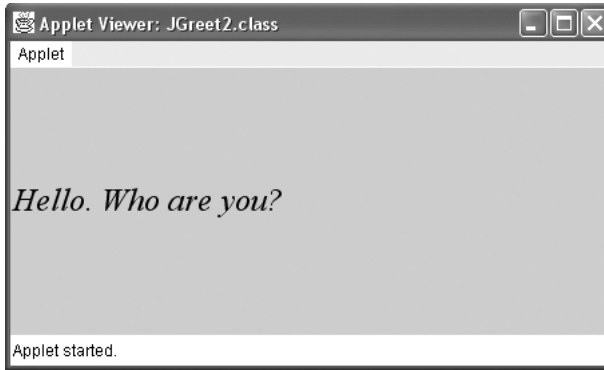 Applet Viewer: JGreet2.class
Applet
Hello. Who are you?
Applet started.